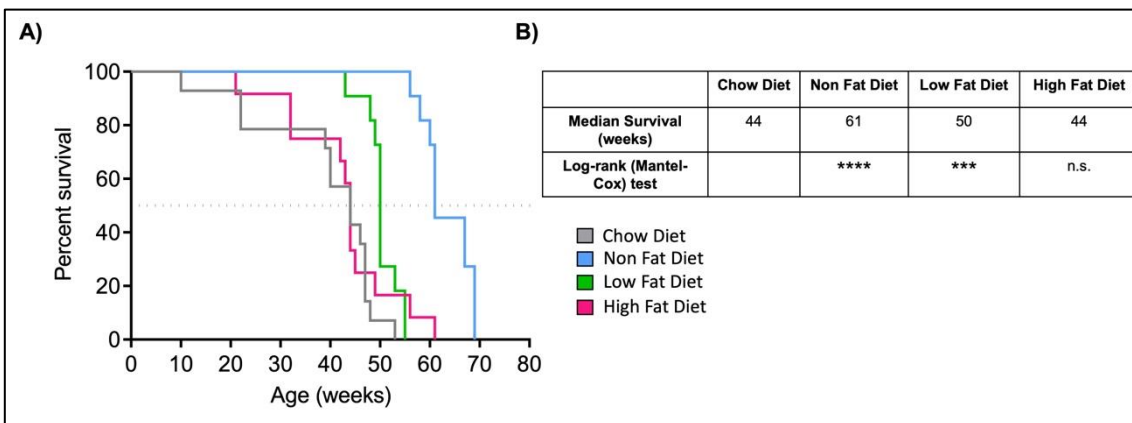 A)
Percent survival
100
80
60
40
20
0
0 10 20 30 40 50 60 70 80
Age (weeks)
B)
Chow Diet Non Fat Diet Low Fat Diet High Fat Diet
Median Survival
(weeks)
44 61 50 44
Log-rank (Mantel-
Cox) test
**** *** n.s.
Chow Diet
Non Fat Diet
Low Fat Diet
High Fat Diet